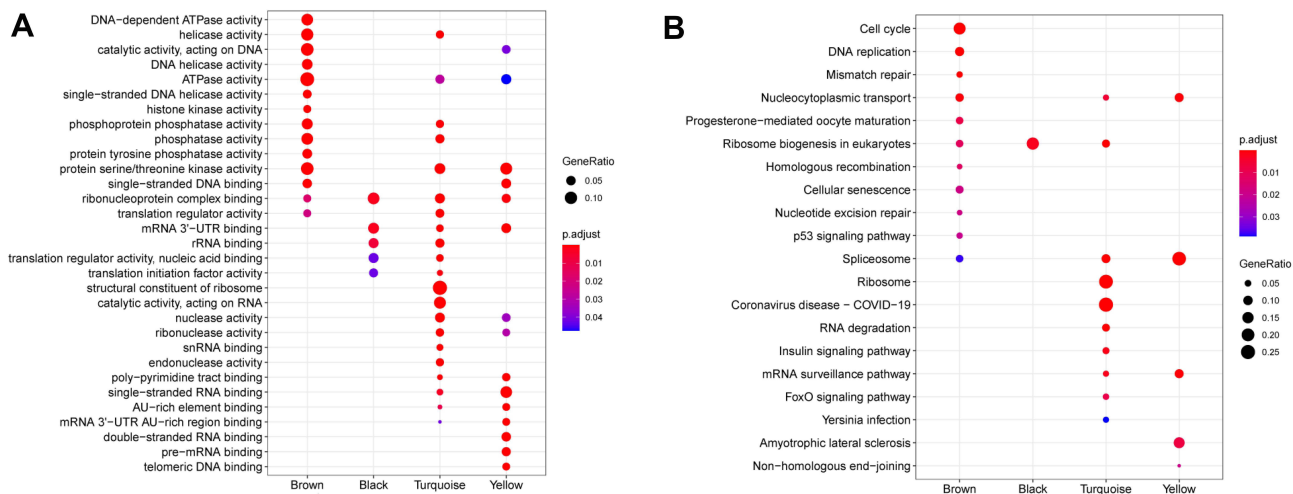 A
DNA−dependent ATPase activity
helicase activity
catalytic activity, acting on DNA
DNA helicase activity
ATPase activity
single−stranded DNA helicase activity
histone kinase activity
phosphoprotein phosphatase activity
phosphatase activity
protein tyrosine phosphatase activity
protein serine/threonine kinase activity
single−stranded DNA binding
ribonucleoprotein complex binding
translation regulator activity
mRNA 3'−UTR binding
rRNA binding
translation regulator activity, nucleic acid binding
translation initiation factor activity
structural constituent of ribosome
catalytic activity, acting on RNA
nuclease activity
ribonuclease activity
snRNA binding
endonuclease activity
poly−pyrimidine tract binding
single−stranded RNA binding
AU−rich element binding
mRNA 3'−UTR AU−rich region binding
double−stranded RNA binding
pre−mRNA binding
telomeric DNA binding
Brown Black Turquoise Yellow
GeneRatio
0.05
0.10
p.adjust
0.01
0.02
0.03
0.04
B
Cell cycle
DNA replication
Mismatch repair
Nucleocytoplasmic transport
Progesterone−mediated oocyte maturation
Ribosome biogenesis in eukaryotes
Homologous recombination
Cellular senescence
Nucleotide excision repair
p53 signaling pathway
Spliceosome
Ribosome
Coronavirus disease − COVID−19
RNA degradation
Insulin signaling pathway
mRNA surveillance pathway
FoxO signaling pathway
Yersinia infection
Amyotrophic lateral sclerosis
Non−homologous end−joining
Brown Black Turquoise Yellow
p.adjust
0.01
0.02
0.03
GeneRatio
0.05
0.10
0.15
0.20
0.25